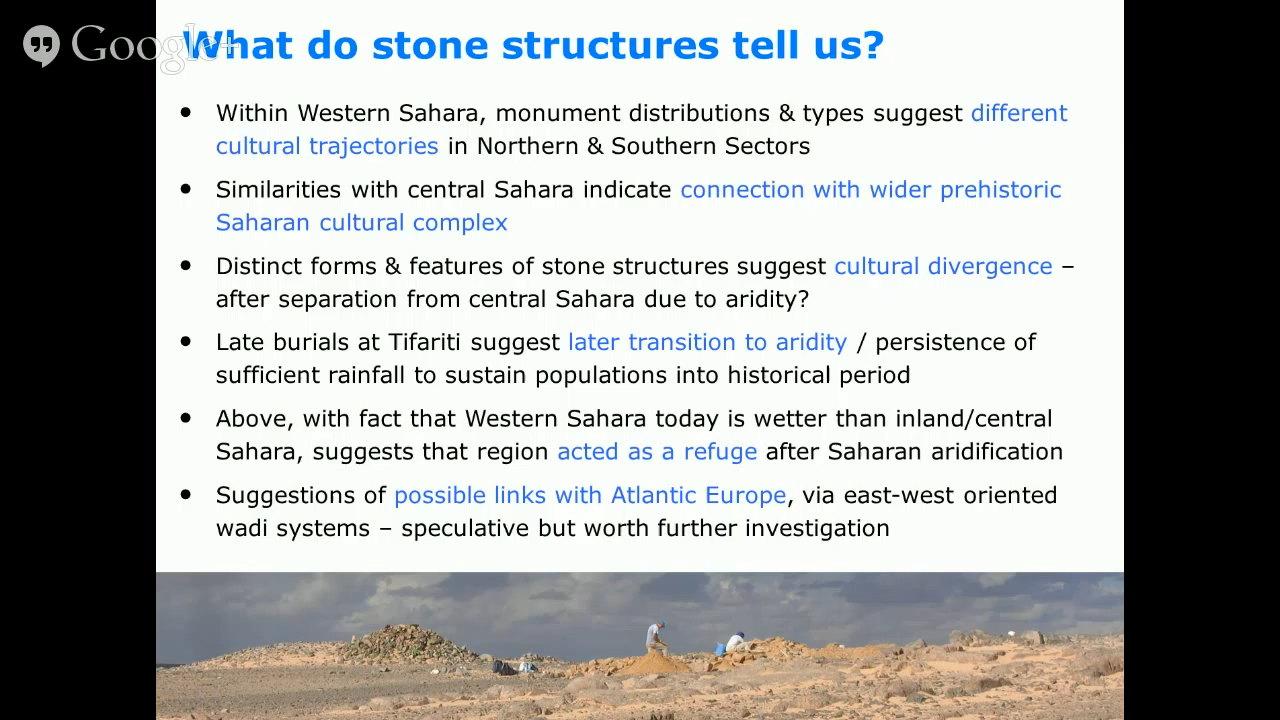 Google+
What do stone structures tell us?
• Within Western Sahara, monument distributions & types suggest different
cultural trajectories in Northern & Southern Sectors
• Similarities with central Sahara indicate connection with wider prehistoric
Saharan cultural complex
• Distinct forms & features of stone structures suggest cultural divergence –
after separation from central Sahara due to aridity?
• Late burials at Tifariti suggest later transition to aridity / persistence of
sufficient rainfall to sustain populations into historical period
• Above, with fact that Western Sahara today is wetter than inland/central
Sahara, suggests that region acted as a refuge after Saharan aridification
• Suggestions of possible links with Atlantic Europe, via east-west oriented
wadi systems – speculative but worth further investigation